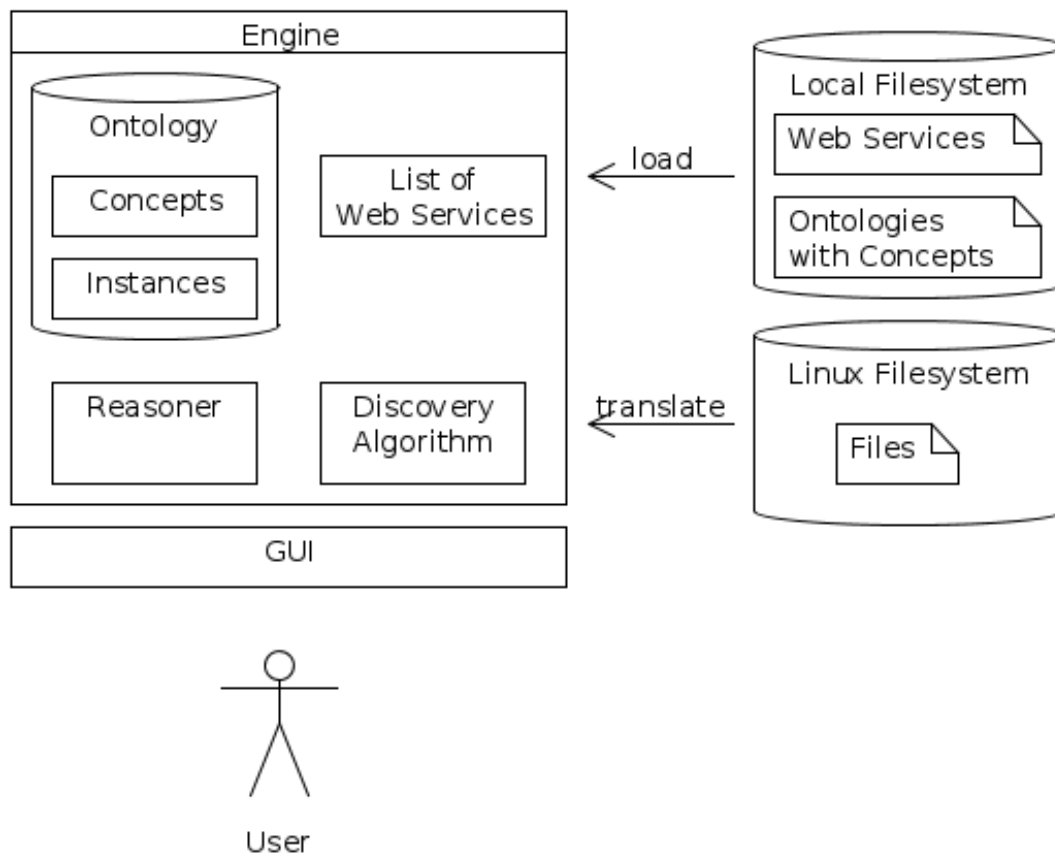 Engine
Ontology
Concepts
Instances
List of
Web Services
Reasoner
Discovery
Algorithm
load
translate
Local Filesystem
Web Services
Ontologies
with Concepts
Linux Filesystem
Files
GUI
User